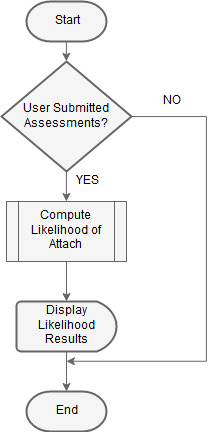 Start
User Submitted
Assessments?
NO
YES
Compute
Likelihood of
Attach
Display
Likelihood
Results
End